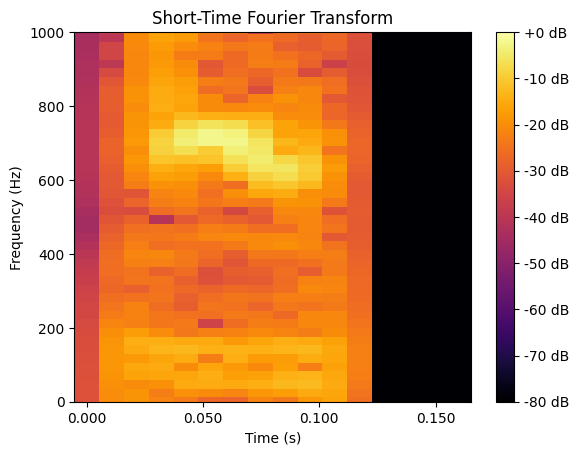 Short-Time Fourier Transform
1000
800
600
400
200
0
Frequency (Hz)
0.000
0.050
0.100
0.150
Time (s)
+0 dB
-10 dB
-20 dB
-30 dB
-40 dB
-50 dB
-60 dB
-70 dB
-80 dB